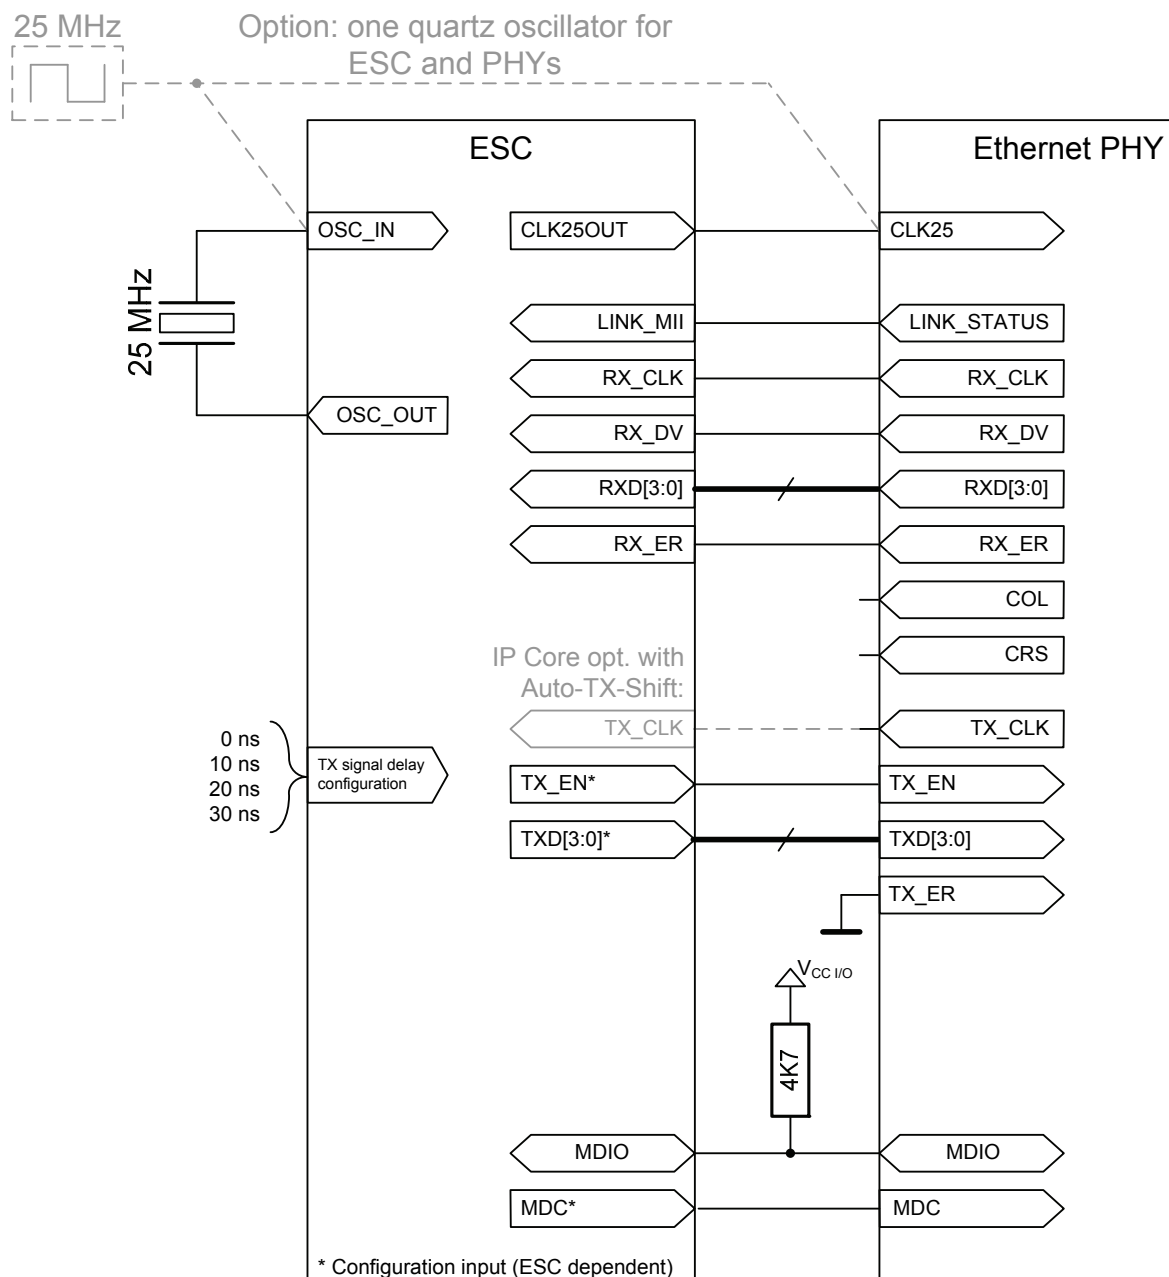 25 MHz
Option: one quartz oscillator for
ESC and PHYs
ESC
Ethernet PHY
OSC_IN
CLK25OUT
CLK25
25 MHz
LINK_MII
LINK_STATUS
RX_CLK
RX_CLK
OSC_OUT
RX_DV
RX_DV
RXD[3:0]
RXD[3:0]
RX_ER
RX_ER
COL
CRS
IP Core opt. with
Auto-TX-Shift:
TX_CLK
TX_CLK
0 ns
10 ns
20 ns
30 ns
TX signal delay
configuration
TX_EN*
TX_EN
TXD[3:0]*
TXD[3:0]
TX_ER
VCC I/O
4K7
MDIO
MDIO
MDC*
MDC
* Configuration input (ESC dependent)